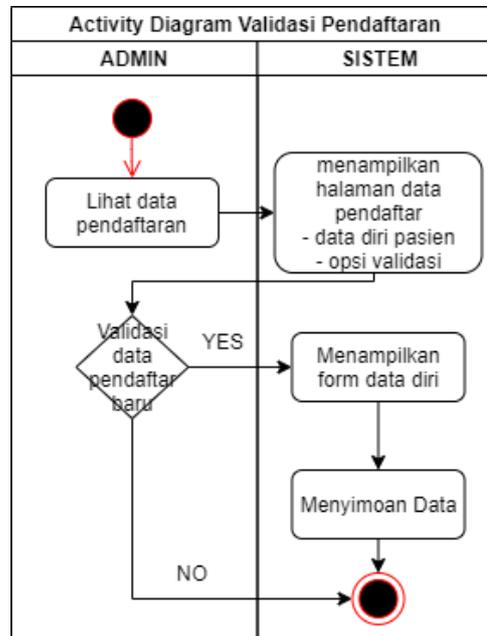 Activity Diagram Validasi Pendaftaran
ADMIN
SISTEM
Lihat data
pendaftaran
menampilkan
halaman data
pendaftar
- data diri pasien
- opsi validasi
Validasi
data
pendaftar
baru
YES
Menampilkan
form data diri
Menyimoan Data
NO